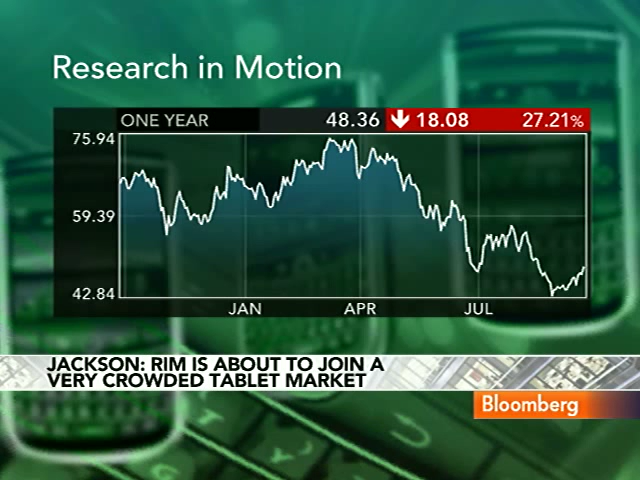 Research in Motion
ONE YEAR 48.36 18.08 27.21%
75.94
59.39
42.84
JAN APR JUL
JACKSON: RIM IS ABOUT TO JOIN A
VERY CROWDED TABLET MARKET
Bloomberg